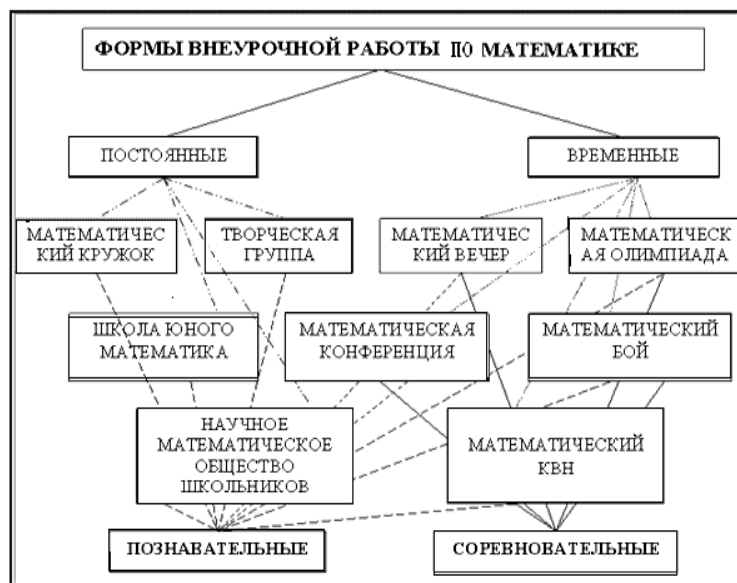 ФОРМЫ ВНЕУРОЧНОЙ РАБОТЫ ПО МАТЕМАТИКЕ
ПОСТОЯННЫЕ
ВРЕМЕННЫЕ
МАТЕМАТИЧЕС
КИЙ КРУЖОК
ТВОРЧЕСКАЯ
ГРУППА
МАТЕМАТИЧЕС
КИЙ ВЕЧЕР
МАТЕМАТИЧЕСК
АЯ ОЛИМПИАДА
ШКОЛА ЮНОГО
МАТЕМАТИКА
МАТЕМАТИЧЕСКАЯ
КОНФЕРЕНЦИЯ
МАТЕМАТИЧЕСКИЙ
БОЙ
НАУЧНОЕ
МАТЕМАТИЧЕСКОЕ
ОБЩЕСТВО
ШКОЛЬНИКОВ
МАТЕМАТИЧЕСКИЙ
КВН
ПОЗНАВАТЕЛЬНЫЕ
СОРЕВНОВАТЕЛЬНЫЕ